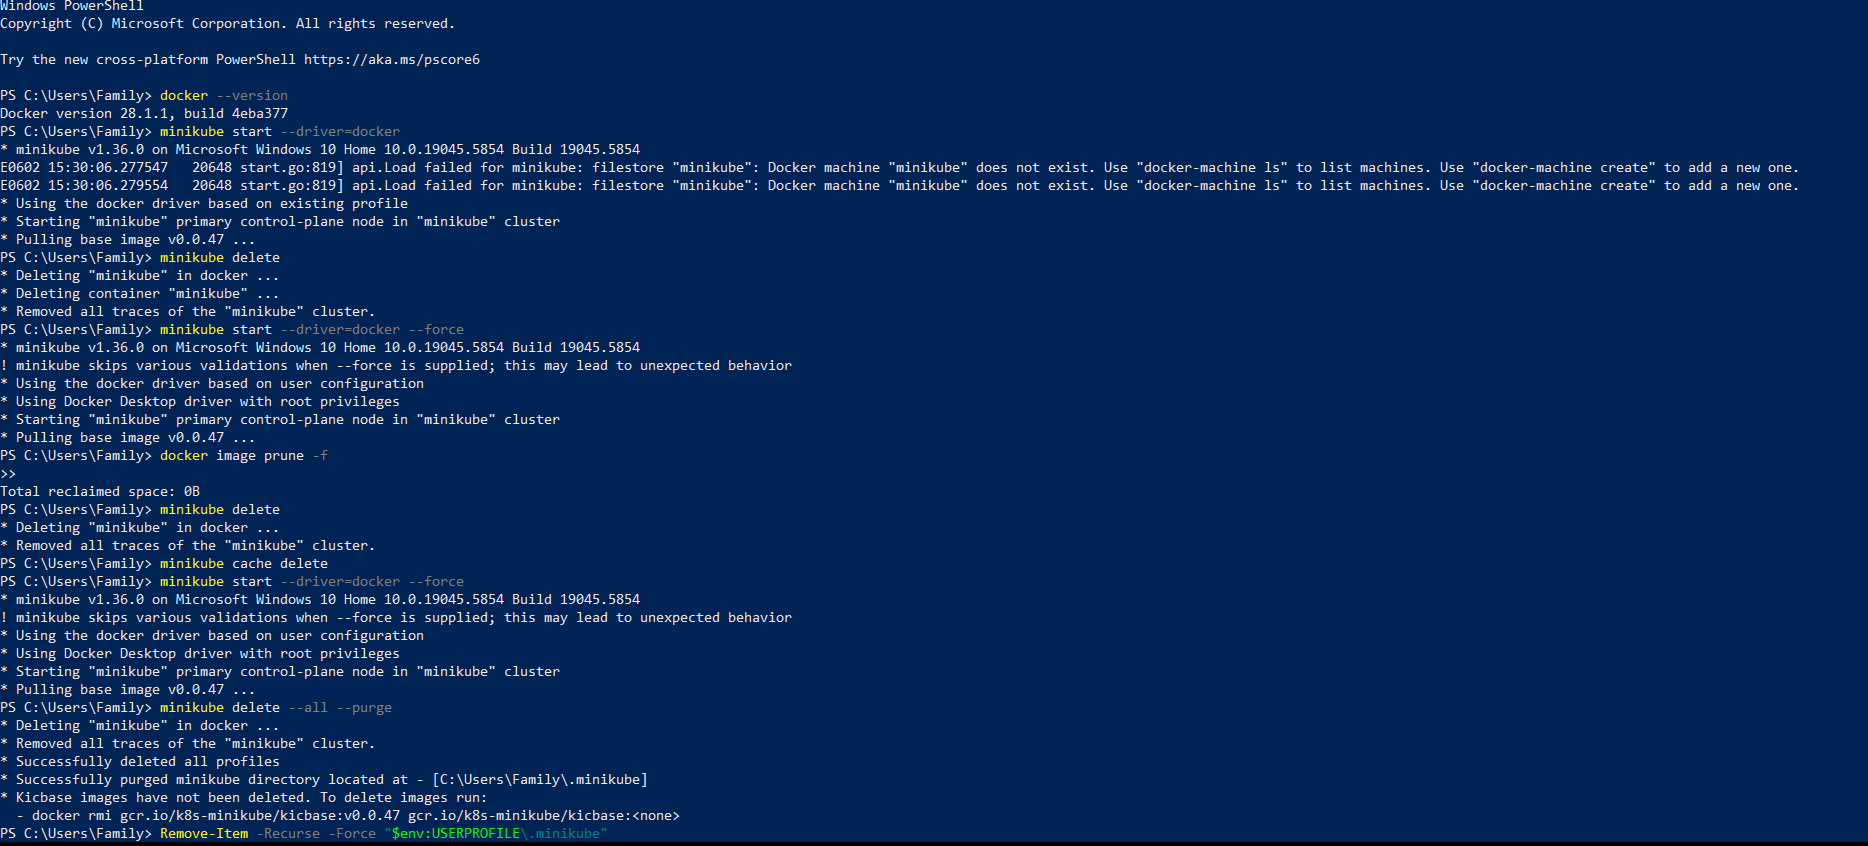 Windows PowerShell
Copyright (C) Microsoft Corporation. All rights reserved.
Try the new cross-platform PowerShell https://aka.ms/pscore6
PS C:\Users\Family> docker --version
Docker version 28.1.1, build 4eba377
PS C:\Users\Family> minikube start --driver=docker
* minikube v1.36.0 on Microsoft Windows 10 Home 10.0.19045.5854 Build 19045.5854
E0602 15:30:06.277547   20648 start.go:819] api.Load failed for minikube: filestore "minikube": Docker machine "minikube" does not exist. Use "docker-machine ls" to list machines. Use "docker-machine create" to add a new one.
E0602 15:30:06.279554   20648 start.go:819] api.Load failed for minikube: filestore "minikube": Docker machine "minikube" does not exist. Use "docker-machine ls" to list machines. Use "docker-machine create" to add a new one.
* Using the docker driver based on existing profile
* Starting "minikube" primary control-plane node in "minikube" cluster
* Pulling base image v0.0.47 ...
PS C:\Users\Family> minikube delete
* Deleting "minikube" in docker ...
* Deleting container "minikube" ...
* Removed all traces of the "minikube" cluster.
PS C:\Users\Family> minikube start --driver=docker --force
* minikube v1.36.0 on Microsoft Windows 10 Home 10.0.19045.5854 Build 19045.5854
! minikube skips various validations when --force is supplied; this may lead to unexpected behavior
* Using the docker driver based on user configuration
* Using Docker Desktop driver with root privileges
* Starting "minikube" primary control-plane node in "minikube" cluster
* Pulling base image v0.0.47 ...
PS C:\Users\Family> docker image prune -f
>>
Total reclaimed space: 0B
PS C:\Users\Family> minikube delete
* Deleting "minikube" in docker ...
* Removed all traces of the "minikube" cluster.
PS C:\Users\Family> minikube cache delete
PS C:\Users\Family> minikube start --driver=docker --force
* minikube v1.36.0 on Microsoft Windows 10 Home 10.0.19045.5854 Build 19045.5854
! minikube skips various validations when --force is supplied; this may lead to unexpected behavior
* Using the docker driver based on user configuration
* Using Docker Desktop driver with root privileges
* Starting "minikube" primary control-plane node in "minikube" cluster
* Pulling base image v0.0.47 ...
PS C:\Users\Family> minikube delete --all --purge
* Deleting "minikube" in docker ...
* Removed all traces of the "minikube" cluster.
* Successfully deleted all profiles
* Successfully purged minikube directory located at - [C:\Users\Family\.minikube]
* Kicbase images have not been deleted. To delete images run:
  - docker rmi gcr.io/k8s-minikube/kicbase:v0.0.47 gcr.io/k8s-minikube/kicbase:<none>
PS C:\Users\Family> Remove-Item -Recurse -Force "$env:USERPROFILE\.minikube"